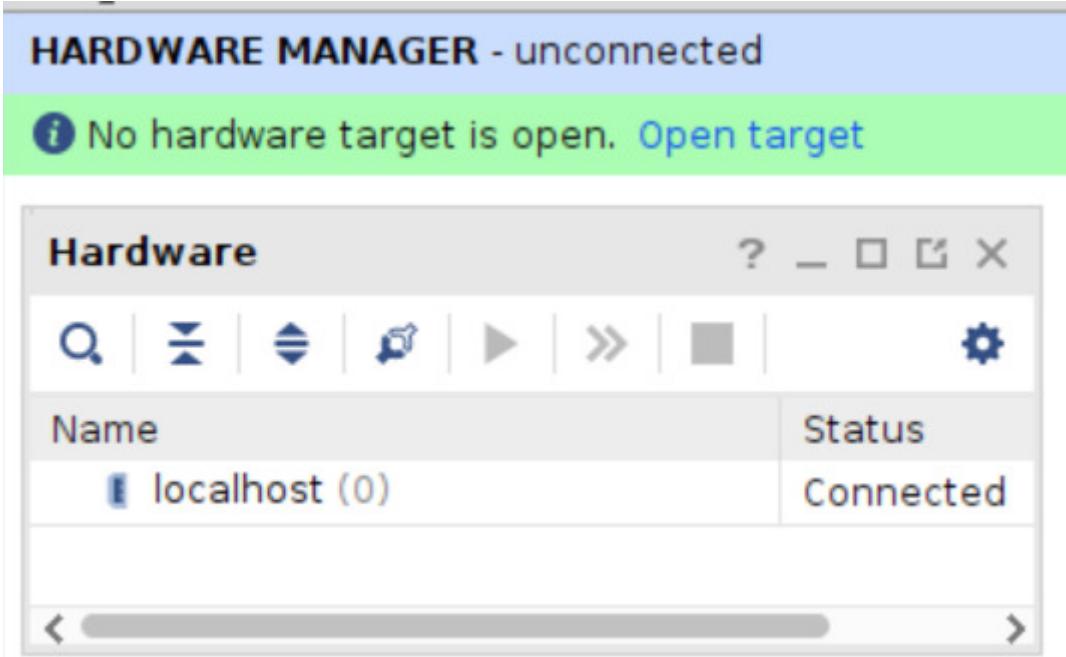 HARDWARE MANAGER - unconnected
No hardware target is open. Open target
Hardware
Name Status
localhost (0) Connected